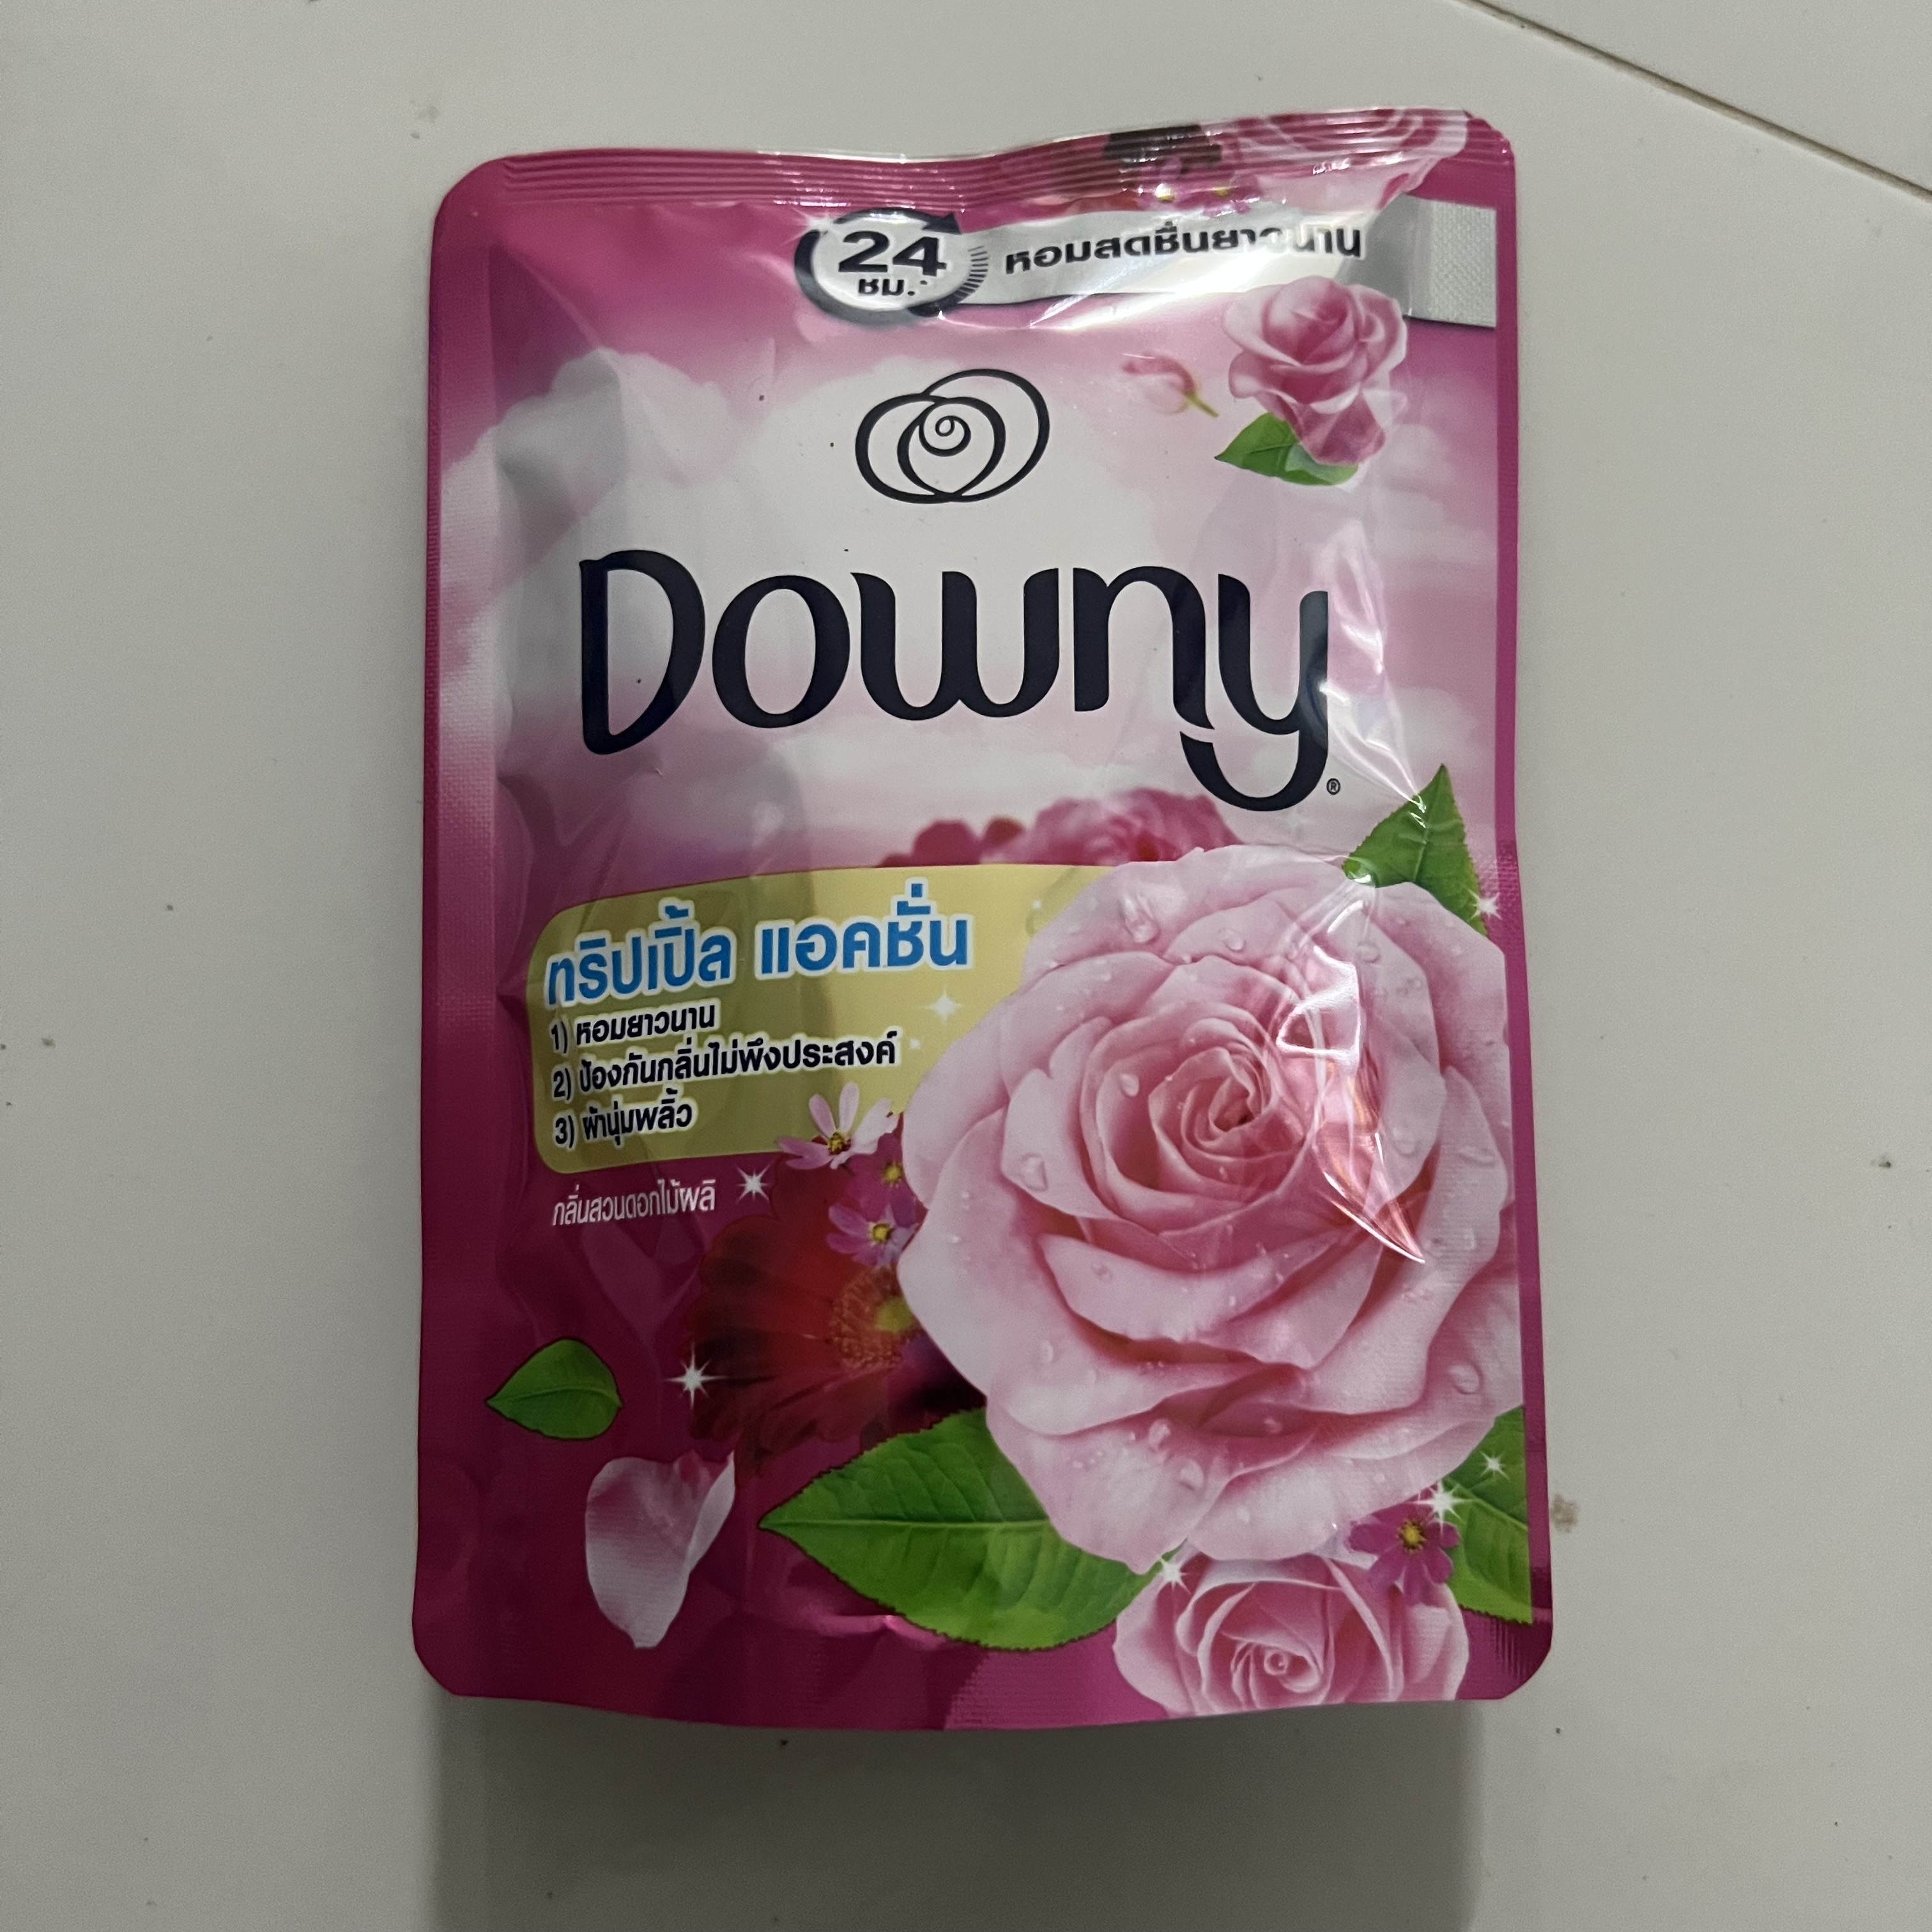 24
ชม.*
หอมสดชื่นยาวนาน
Downy®
ทริปเปิ้ล แอคชั่น
1) หอมยาวนาน
2) ป้องกันกลิ่นไม่พึงประสงค์
3) ผ้านุ่มพลิ้ว
กลิ่นสวนดอกไม้ผลิ